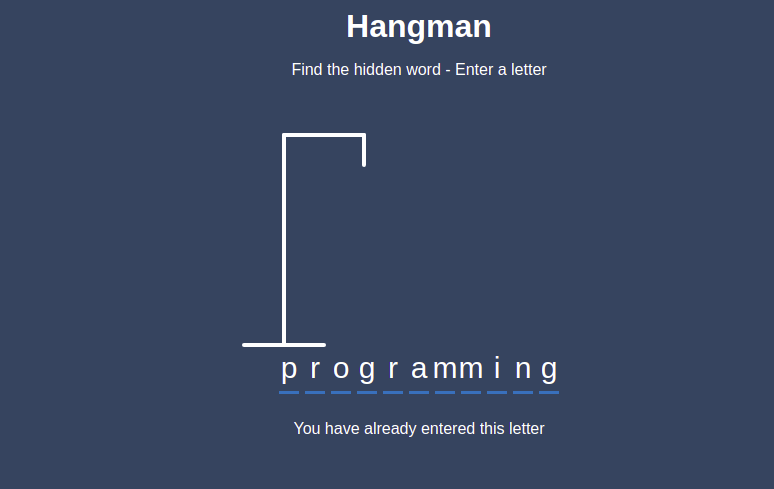 Hangman
Find the hidden word - Enter a letter
p r o g r a m m i n g
You have already entered this letter